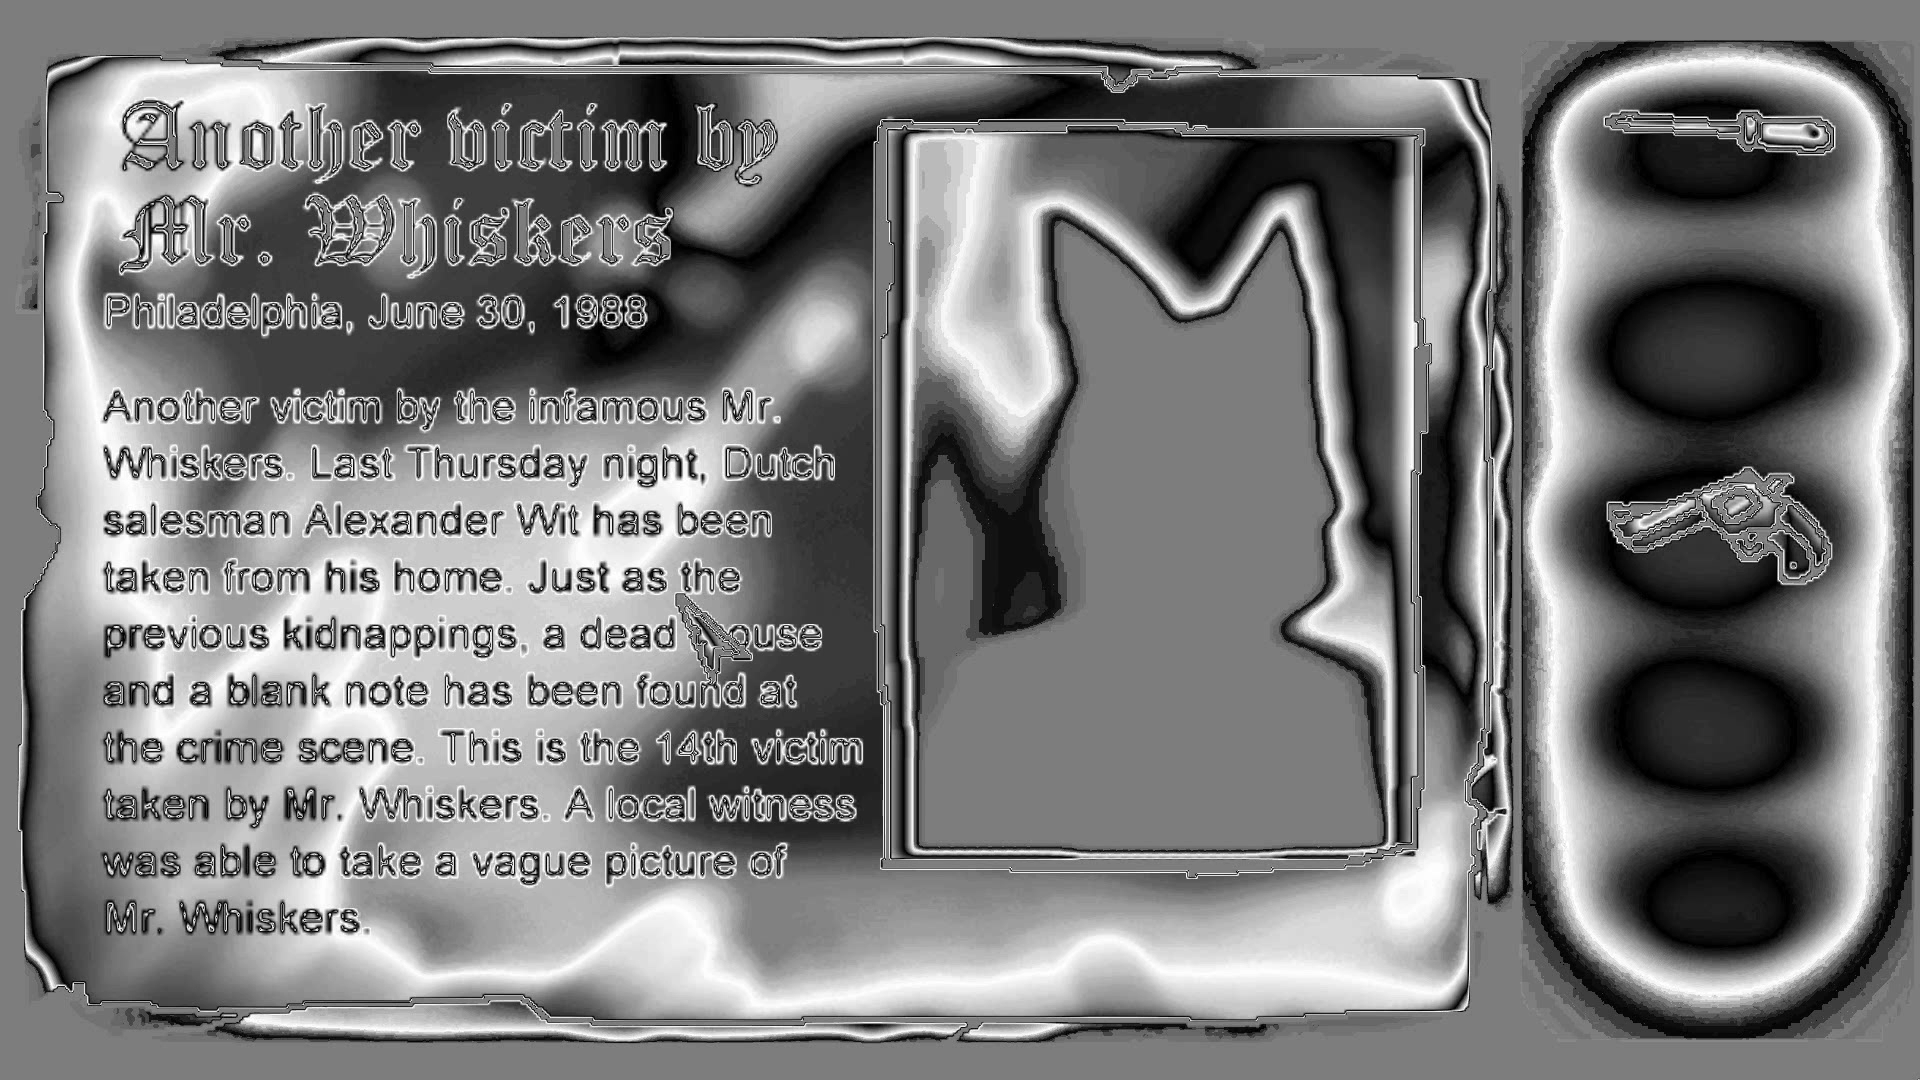 Another victim by
Mr. Whiskers
Philadelphia, June 30, 1988
Another victim by the infamous Mr.
Whiskers. Last Thursday night, Dutch
salesman Alexander Wit has been
taken from his home. Just as the
previous kidnappings, a dead mouse
and a blank note has been found at
the crime scene. This is the 14th victim
taken by Mr. Whiskers. A local witness
was able to take a vague picture of
Mr. Whiskers.